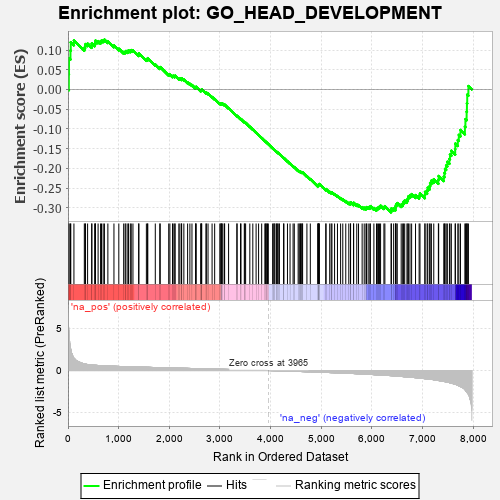 Enrichment plot: GO_HEAD_DEVELOPMENT
Enrichment score (ES)
0.10
0.05
0.00
-0.05
-0.10
-0.15
-0.20
-0.25
-0.30
'na_pos' (positively correlated)
Ranked list metric (PreRanked)
5
0
-5
Zero cross at 3965
'na_neg' (negatively correlated)
0 1,000 2,000 3,000 4,000 5,000 6,000 7,000 8,000
Rank in Ordered Dataset
Enrichment profile Hits Ranking metric scores